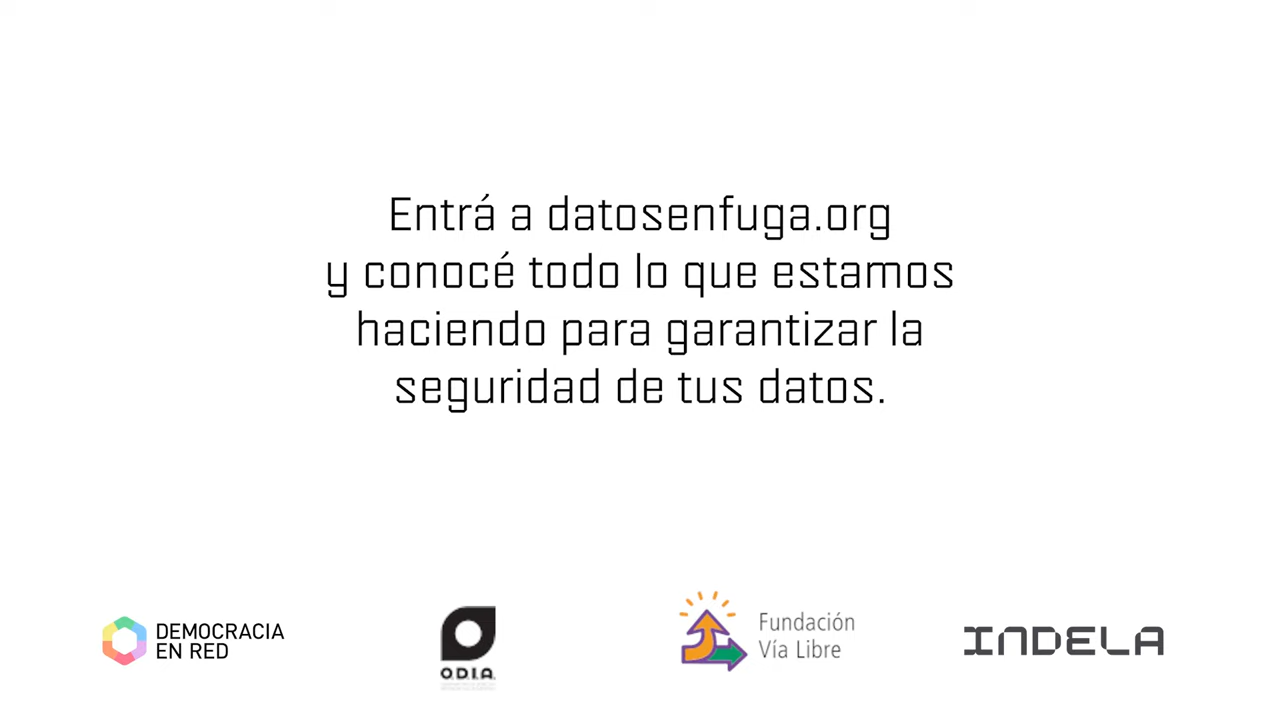 Entrá a datosenfuga.org
y conocé todo lo que estamos
haciendo para garantizar la
seguridad de tus datos.
DEMOCRACIA
EN RED
O.D.I.A.
Fundación
Vía Libre
INDELA